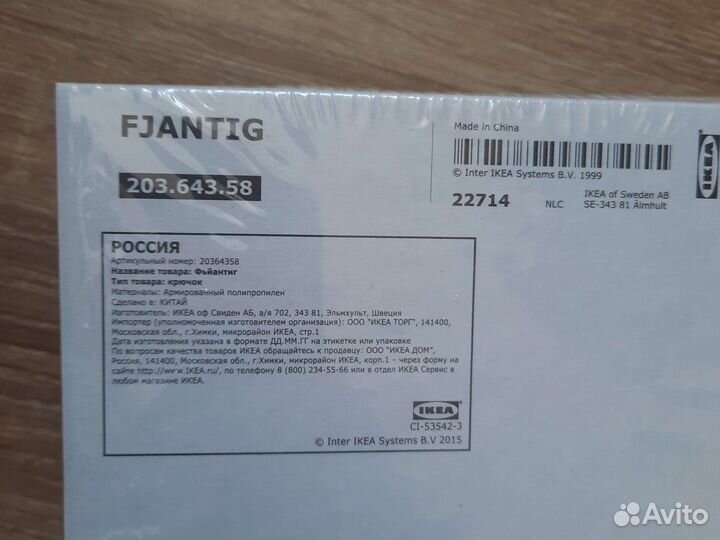 FJANTIG
203.643.58
Made in China
© Inter IKEA Systems B.V. 1999
22714
NLC
IKEA of Sweden AB
SE-343 81 Älmhult
IKEA
РОССИЯ
Артикульный номер: 20364358
Название товара: Фьйантиг
Тип товара: крючок
Материалы: Армированный полипропилен
Сделано в: КИТАЙ
Изготовитель: ИКЕА оф Свиден АБ, а/я 702, 343 81, Эльмхульт, Швеция
Импортер (уполномоченная изготовителем организация): ООО "ИКЕА ТОРГ", 141400,
Московская обл., г.Химки, микрорайон ИКЕА, стр.1
Дата изготовления указана в формате ДД.ММ.ГГ на этикетке или упаковке
По вопросам качества товаров ИКЕА обращайтесь к продавцу: ООО "ИКЕА ДОМ",
Россия, 141400, Московская обл., г.Химки, микрорайон ИКЕА, корп.1 – через форму на
сайте http://www.IKEA.ru/, по телефону 8 (800) 234-55-66 или в отдел ИКЕА Сервис в
любом магазине ИКЕА.
IKEA
CI-53542-3
© Inter IKEA Systems B.V 2015
Avito